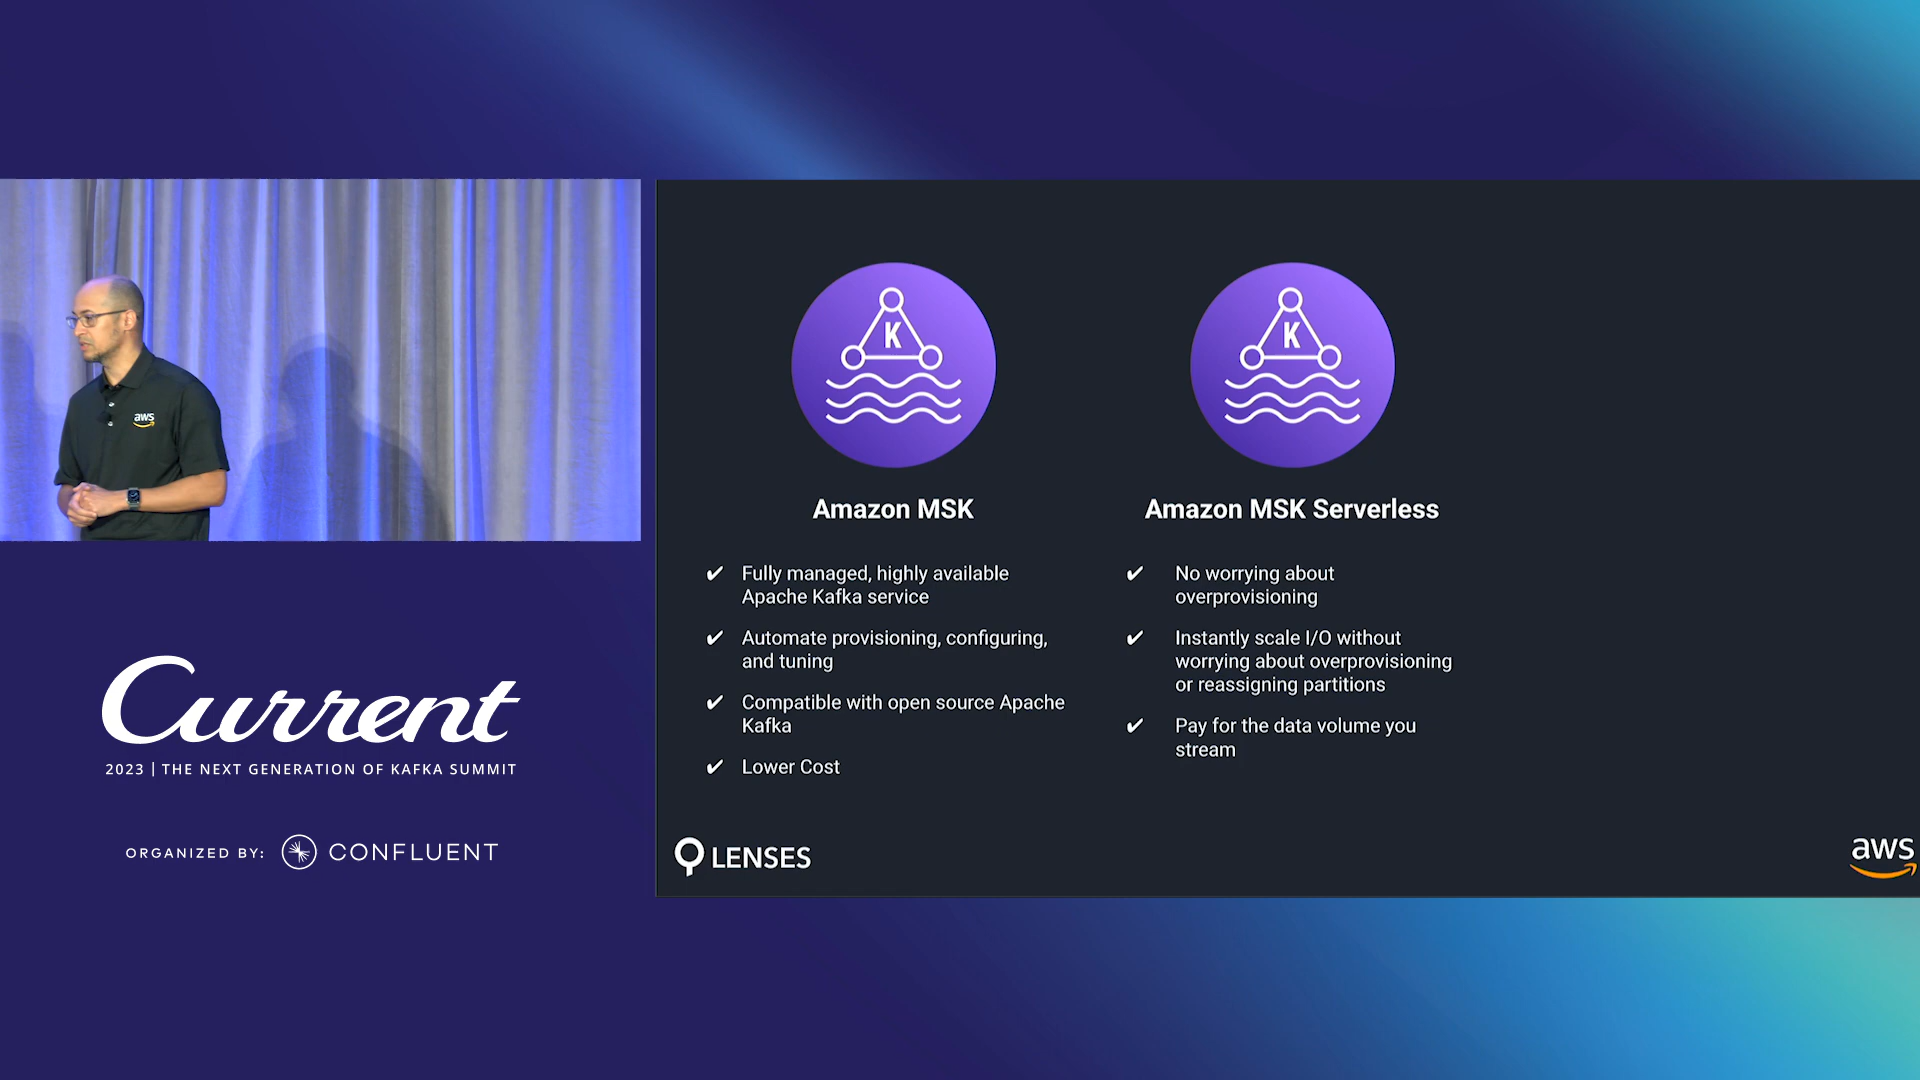 aws
Current
2023 | THE NEXT GENERATION OF KAFKA SUMMIT
ORGANIZED BY: CONFLUENT
K
Amazon MSK
✔ Fully managed, highly available
Apache Kafka service
✔ Automate provisioning, configuring,
and tuning
✔ Compatible with open source Apache
Kafka
✔ Lower Cost
K
Amazon MSK Serverless
✔ No worrying about
overprovisioning
✔ Instantly scale I/O without
worrying about overprovisioning
or reassigning partitions
✔ Pay for the data volume you
stream
LENSES
aws